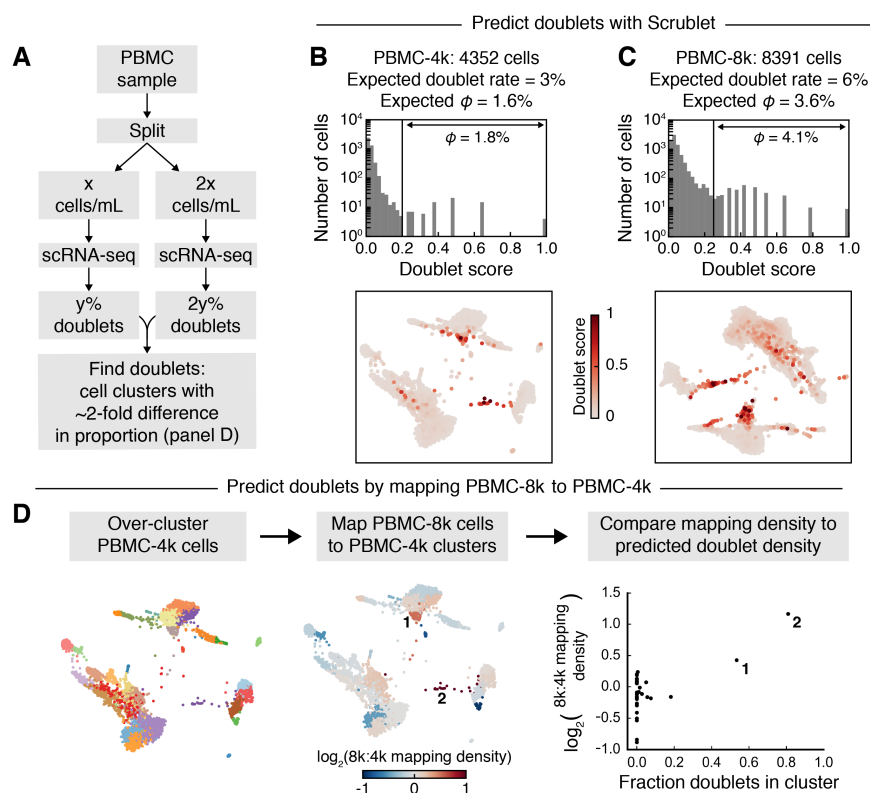 Predict doublets with Scrublet
A
PBMC
sample
Split
x
cells/mL
2x
cells/mL
scRNA-seq
scRNA-seq
y%
doublets
2y%
doublets
Find doublets:
cell clusters with
~2-fold difference
in proportion (panel D)
B
PBMC-4k: 4352 cells
Expected doublet rate = 3%
Expected ϕ = 1.6%
Number of cells
10⁴
10³
10²
10¹
10⁰
ϕ = 1.8%
0.0 0.2 0.4 0.6 0.8 1.0
Doublet score
C
PBMC-8k: 8391 cells
Expected doublet rate = 6%
Expected ϕ = 3.6%
Number of cells
10⁴
10³
10²
10¹
10⁰
ϕ = 4.1%
0.0 0.2 0.4 0.6 0.8 1.0
Doublet score
Doublet score
1
0.5
0
Predict doublets by mapping PBMC-8k to PBMC-4k
D
Over-cluster
PBMC-4k cells
Map PBMC-8k cells
to PBMC-4k clusters
Compare mapping density to
predicted doublet density
1
2
log₂(8k:4k mapping density)
-1 0 1
log₂( 8k:4k mapping
density )
1.5
1.0
0.5
0.0
-0.5
-1.0
2
1
0.0 0.2 0.4 0.6 0.8 1.0
Fraction doublets in cluster